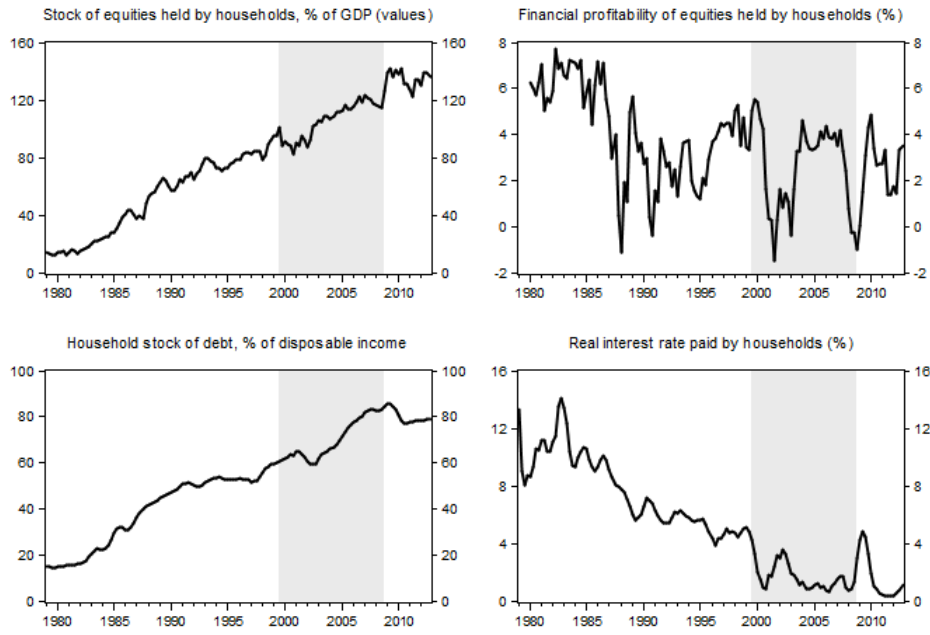 Stock of equities held by households, % of GDP (values)
160 160
120 120
80 80
40 40
0 0
1980 1985 1990 1995 2000 2005 2010
Financial profitability of equities held by households (%)
8 8
6 6
4 4
2 2
0 0
-2 -2
1980 1985 1990 1995 2000 2005 2010
Household stock of debt, % of disposable income
100 100
80 80
60 60
40 40
20 20
0 0
1980 1985 1990 1995 2000 2005 2010
Real interest rate paid by households (%)
16 16
12 12
8 8
4 4
0 0
1980 1985 1990 1995 2000 2005 2010